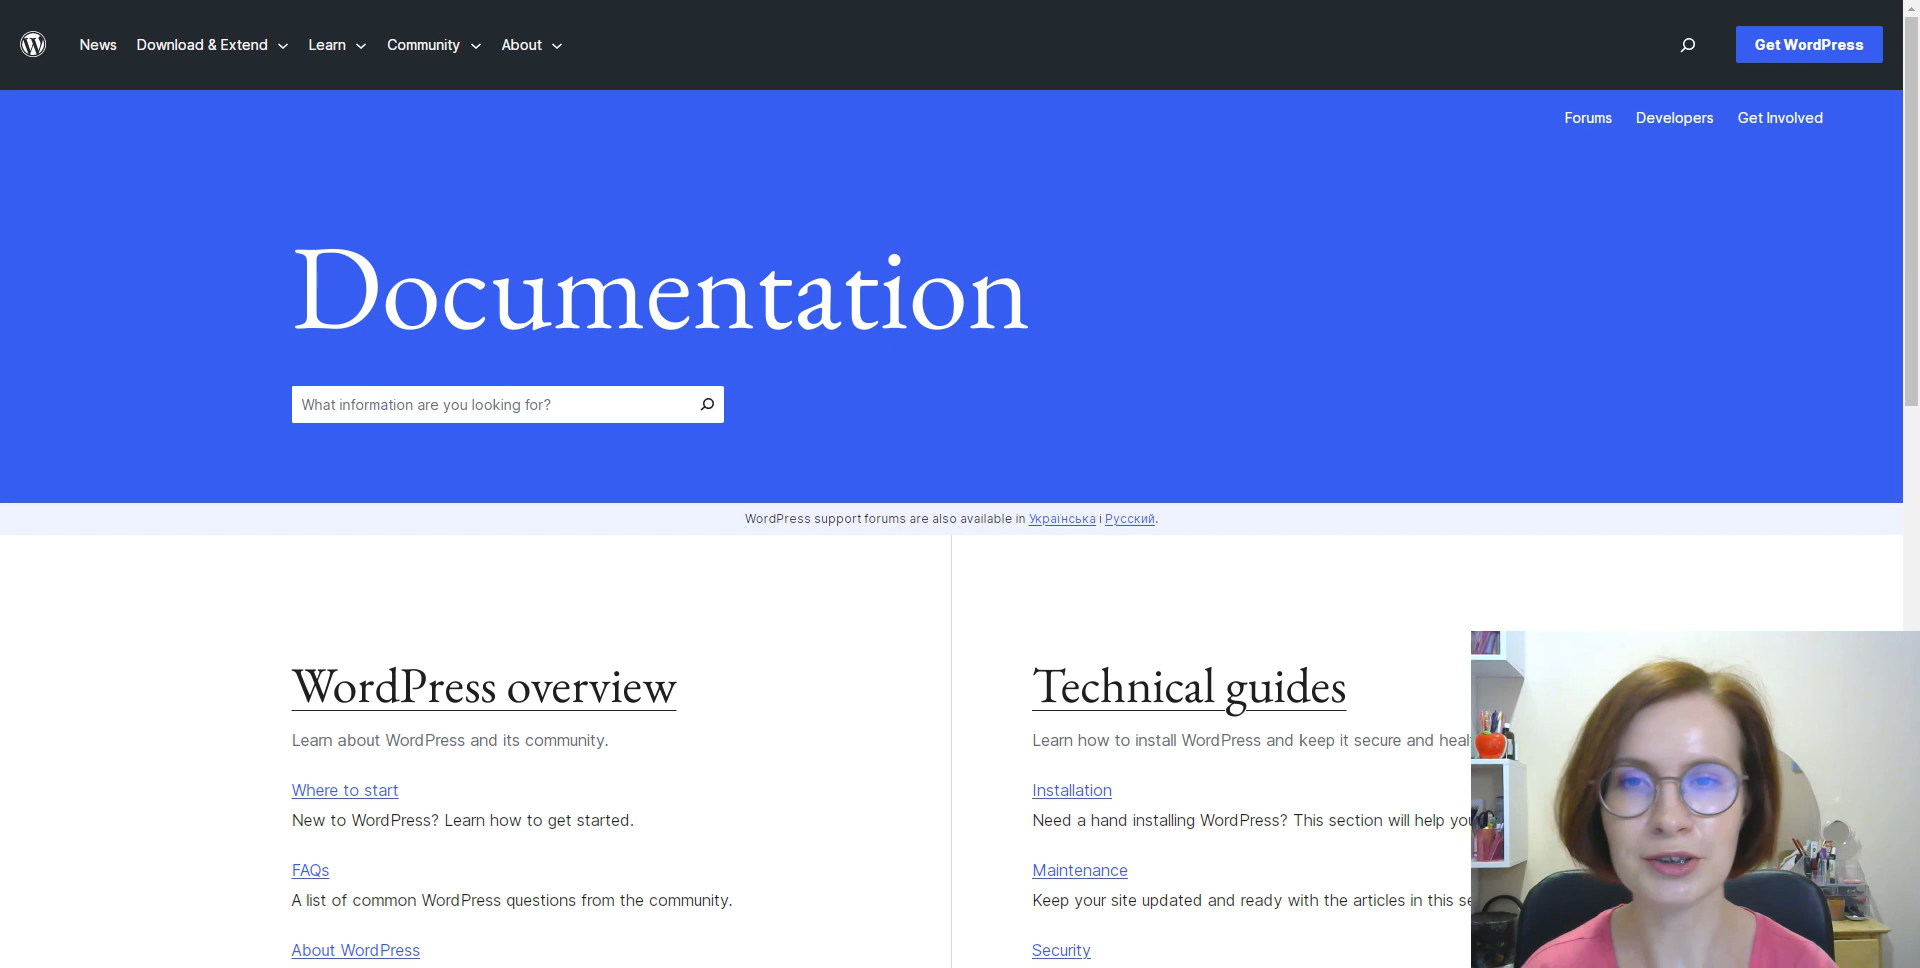 News Download & Extend Learn Community About Get WordPress
Forums Developers Get Involved
Documentation
What information are you looking for?
WordPress support forums are also available in Українська і Русский.
WordPress overview
Learn about WordPress and its community.
Where to start
New to WordPress? Learn how to get started.
FAQs
A list of common WordPress questions from the community.
About WordPress
Technical guides
Learn how to install WordPress and keep it secure and
Installation
Need a hand installing WordPress? This section will help
Maintenance
Keep your site updated and ready with the articles in this
Security